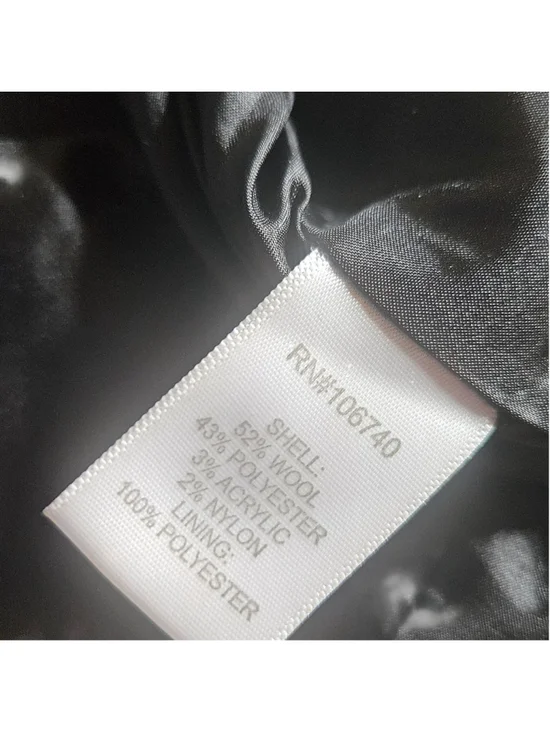 RN#106740
SHELL:
52% WOOL
43% POLYESTER
3% ACRYLIC
2% NYLON
LINING:
100% POLYESTER